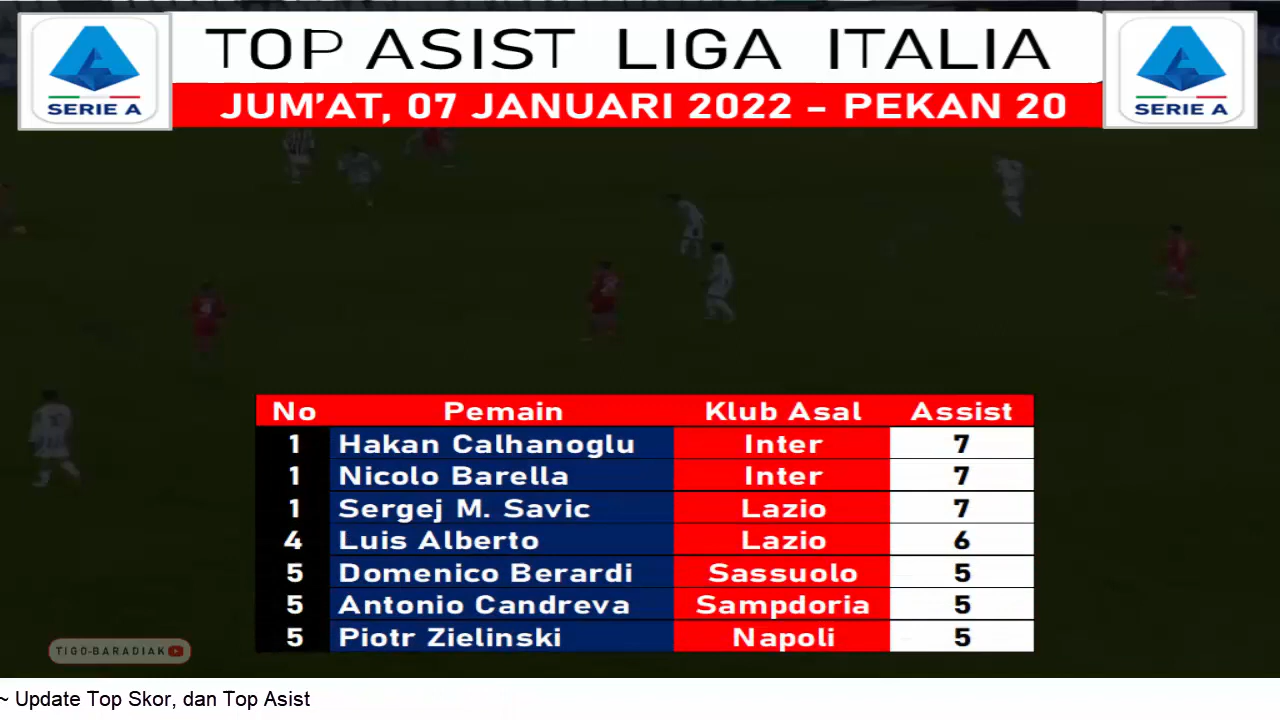 TOP ASIST LIGA ITALIA
JUM'AT, 07 JANUARI 2022 – PEKAN 20
SERIE A
SERIE A
No Pemain Klub Asal Assist
1 Hakan Calhanoglu Inter 7
1 Nicolo Barella Inter 7
1 Sergej M. Savic Lazio 7
4 Luis Alberto Lazio 6
5 Domenico Berardi Sassuolo 5
5 Antonio Candreva Sampdoria 5
5 Piotr Zielinski Napoli 5
TIGO-BARADIAK
~ Update Top Skor, dan Top Asist